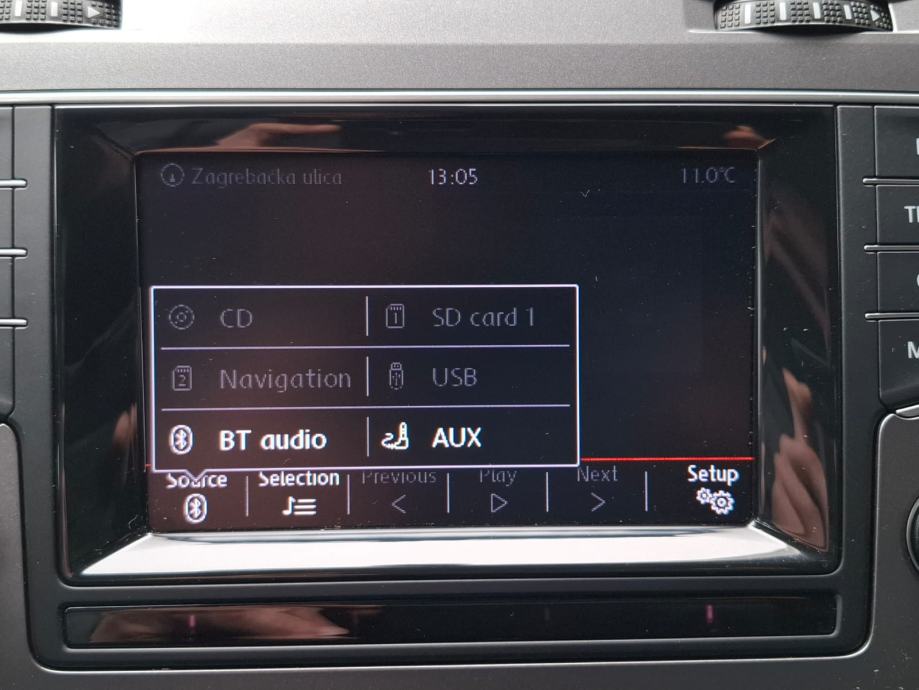 Zagrebačka ulica 13:05 11.0°C
CD SD card 1
Navigation USB
BT audio AUX
Source Selection Previous Play Next Setup